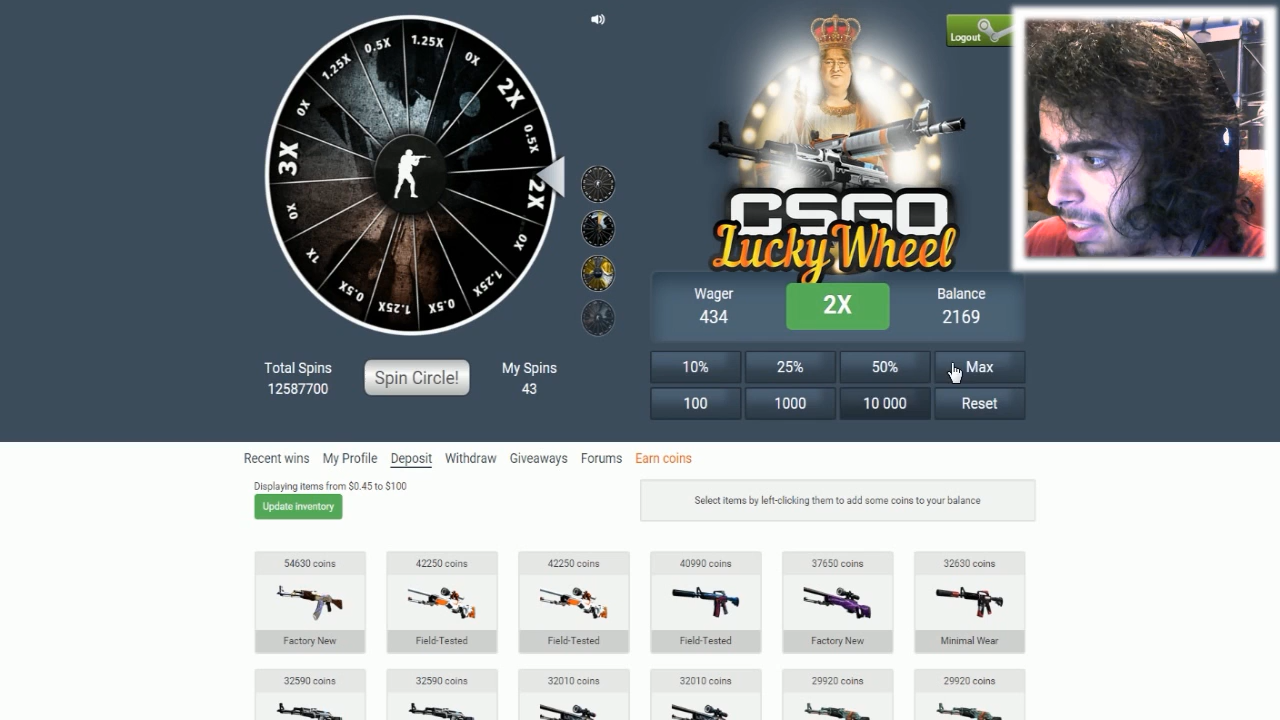 1.25X
0X
2X
0.5X
2X
0X
1.25X
0.5X
1.25X
0.5X
1X
0X
3X
0X
1.25X
0.5X
Logout
CSGO
Lucky Wheel
Wager
434
2X
Balance
2169
Total Spins
12587700
Spin Circle!
My Spins
43
10%
25%
50%
Max
100
1000
10 000
Reset
Recent wins
My Profile
Deposit
Withdraw
Giveaways
Forums
Earn coins
Displaying items from $0.45 to $100
Update inventory
Select items by left-clicking them to add some coins to your balance
54630 coins
42250 coins
42250 coins
40990 coins
37650 coins
32630 coins
Factory New
Field-Tested
Field-Tested
Field-Tested
Factory New
Minimal Wear
32590 coins
32590 coins
32010 coins
32010 coins
29920 coins
29920 coins